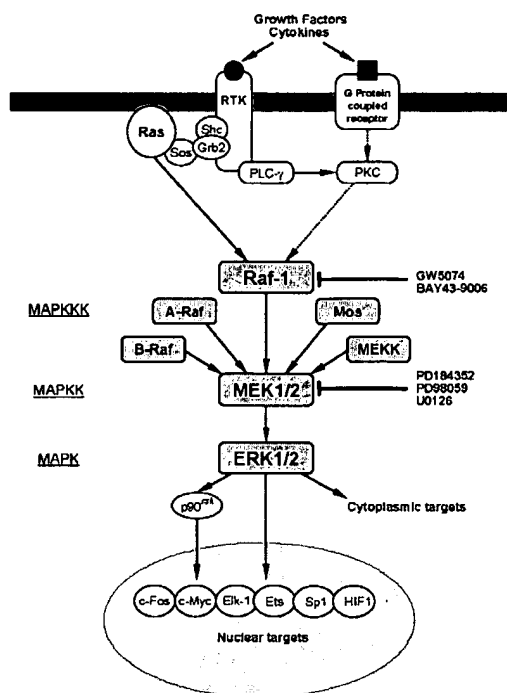 Growth Factors
Cytokines
RTK
G Protein
coupled
receptor
Ras
Shc
Sos
Grb2
PLC-γ
PKC
Raf-1
GW5074
BAY43-9006
MAPKKK
A-Raf
Mos
B-Raf
MEKK
MAPKK
MEK1/2
PD184352
PD98059
U0126
MAPK
ERK1/2
p90rsk
Cytoplasmic targets
c-Fos
c-Myc
Elk-1
Ets
Sp1
HIF1
Nuclear targets